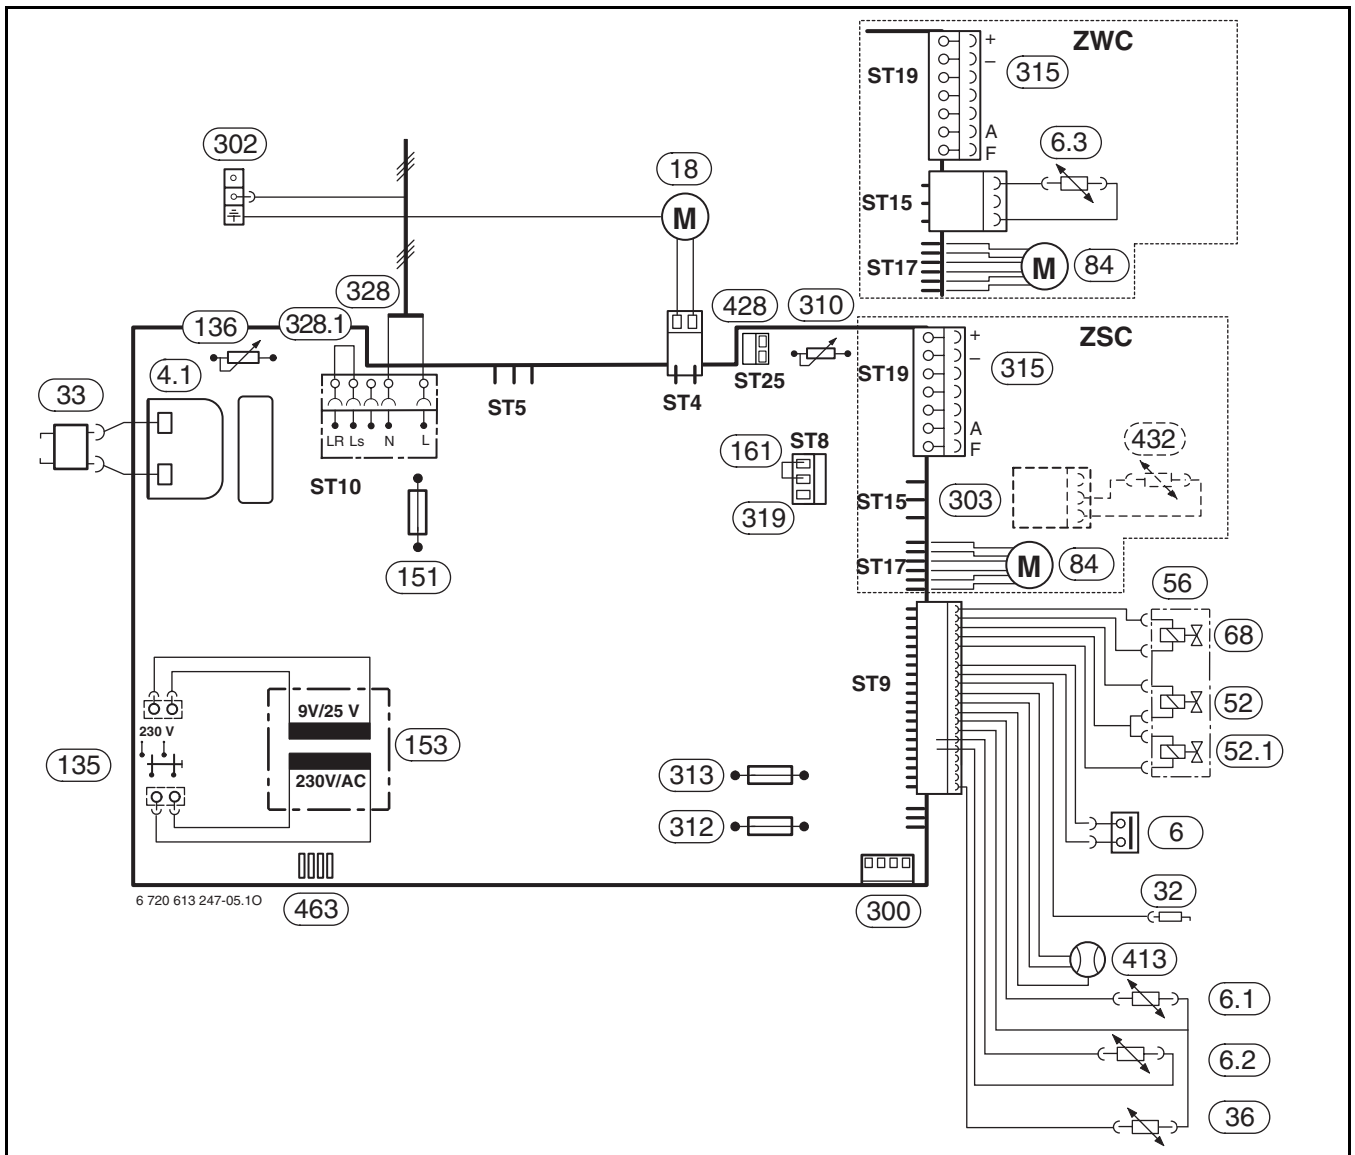 ZWC
ST19
+
–
315
A
F
6.3
ST15
ST17
M
84
302
18
M
328
428
310
136
328.1
4.1
33
LR Ls N L
ST10
ST5
ST4
ST25
ZSC
ST19
+
–
315
A
F
432
161
ST8
319
ST15
303
ST17
M
84
151
56
68
ST9
52
52.1
9V/25 V
230 V
153
135
230V/AC
313
312
6
463
300
6 720 613 247-05.1O
32
413
6.1
6.2
36